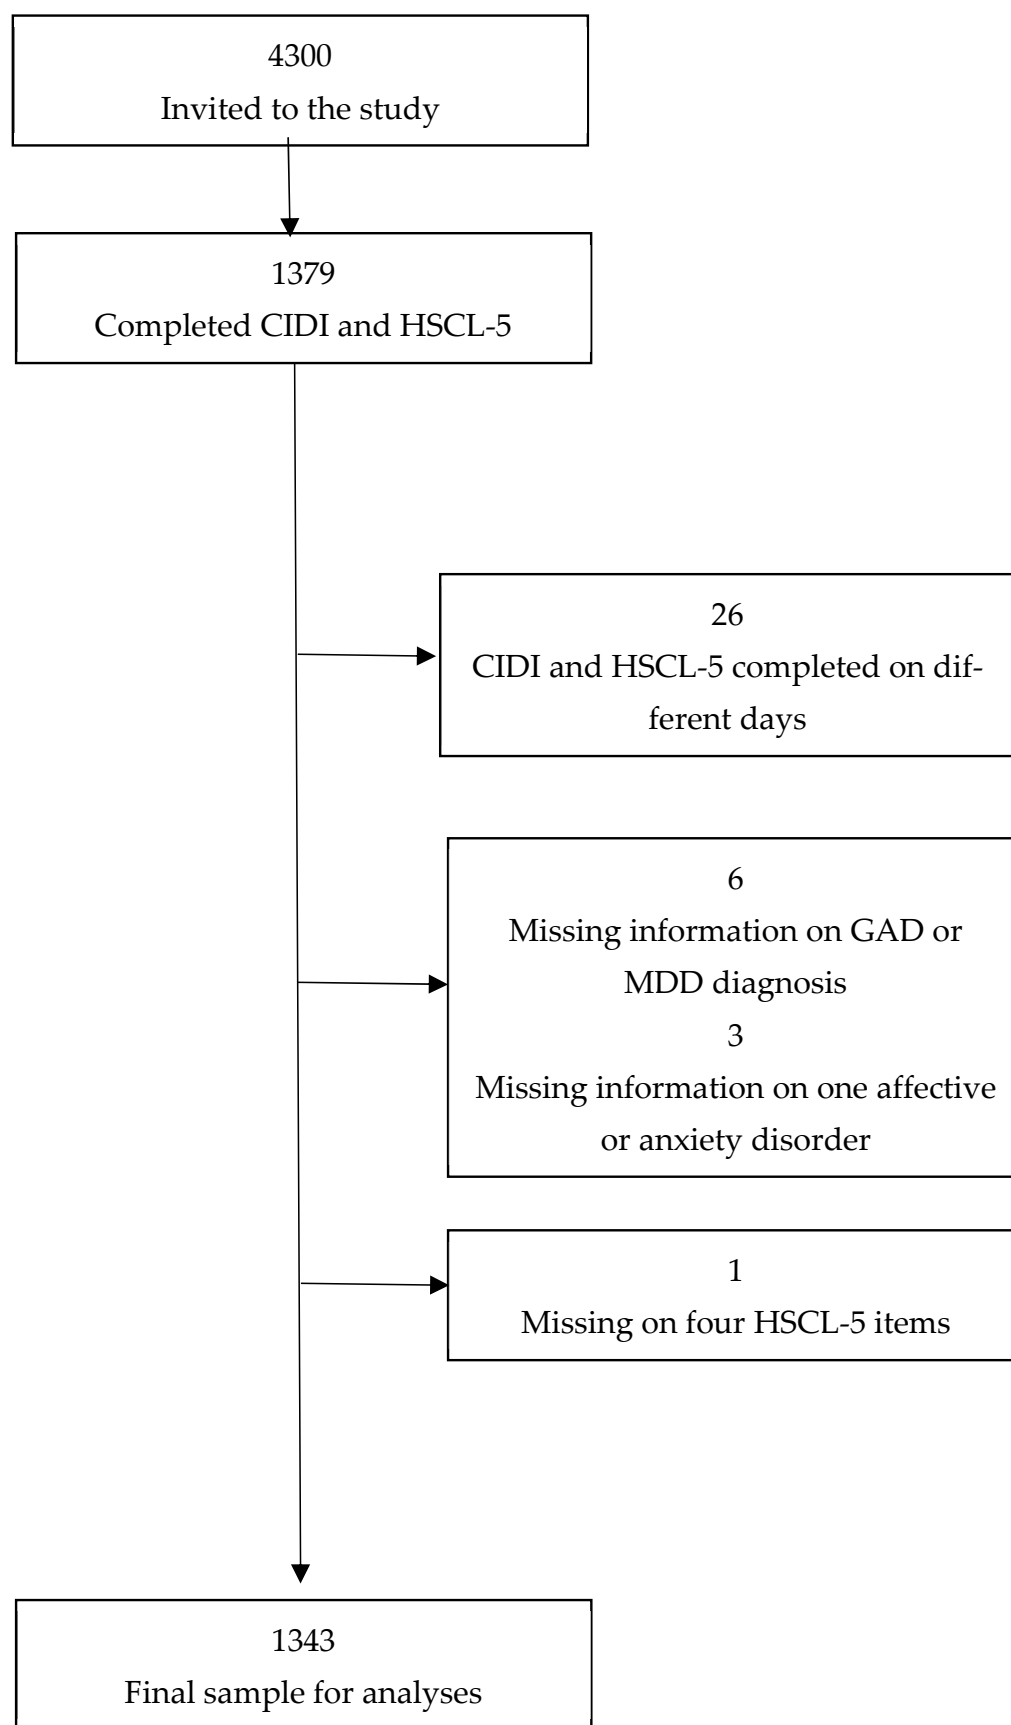 4300
Invited to the study
1379
Completed CIDI and HSCL-5
26
CIDI and HSCL-5 completed on dif-
ferent days
6
Missing information on GAD or
MDD diagnosis
3
Missing information on one affective
or anxiety disorder
1
Missing on four HSCL-5 items
1343
Final sample for analyses